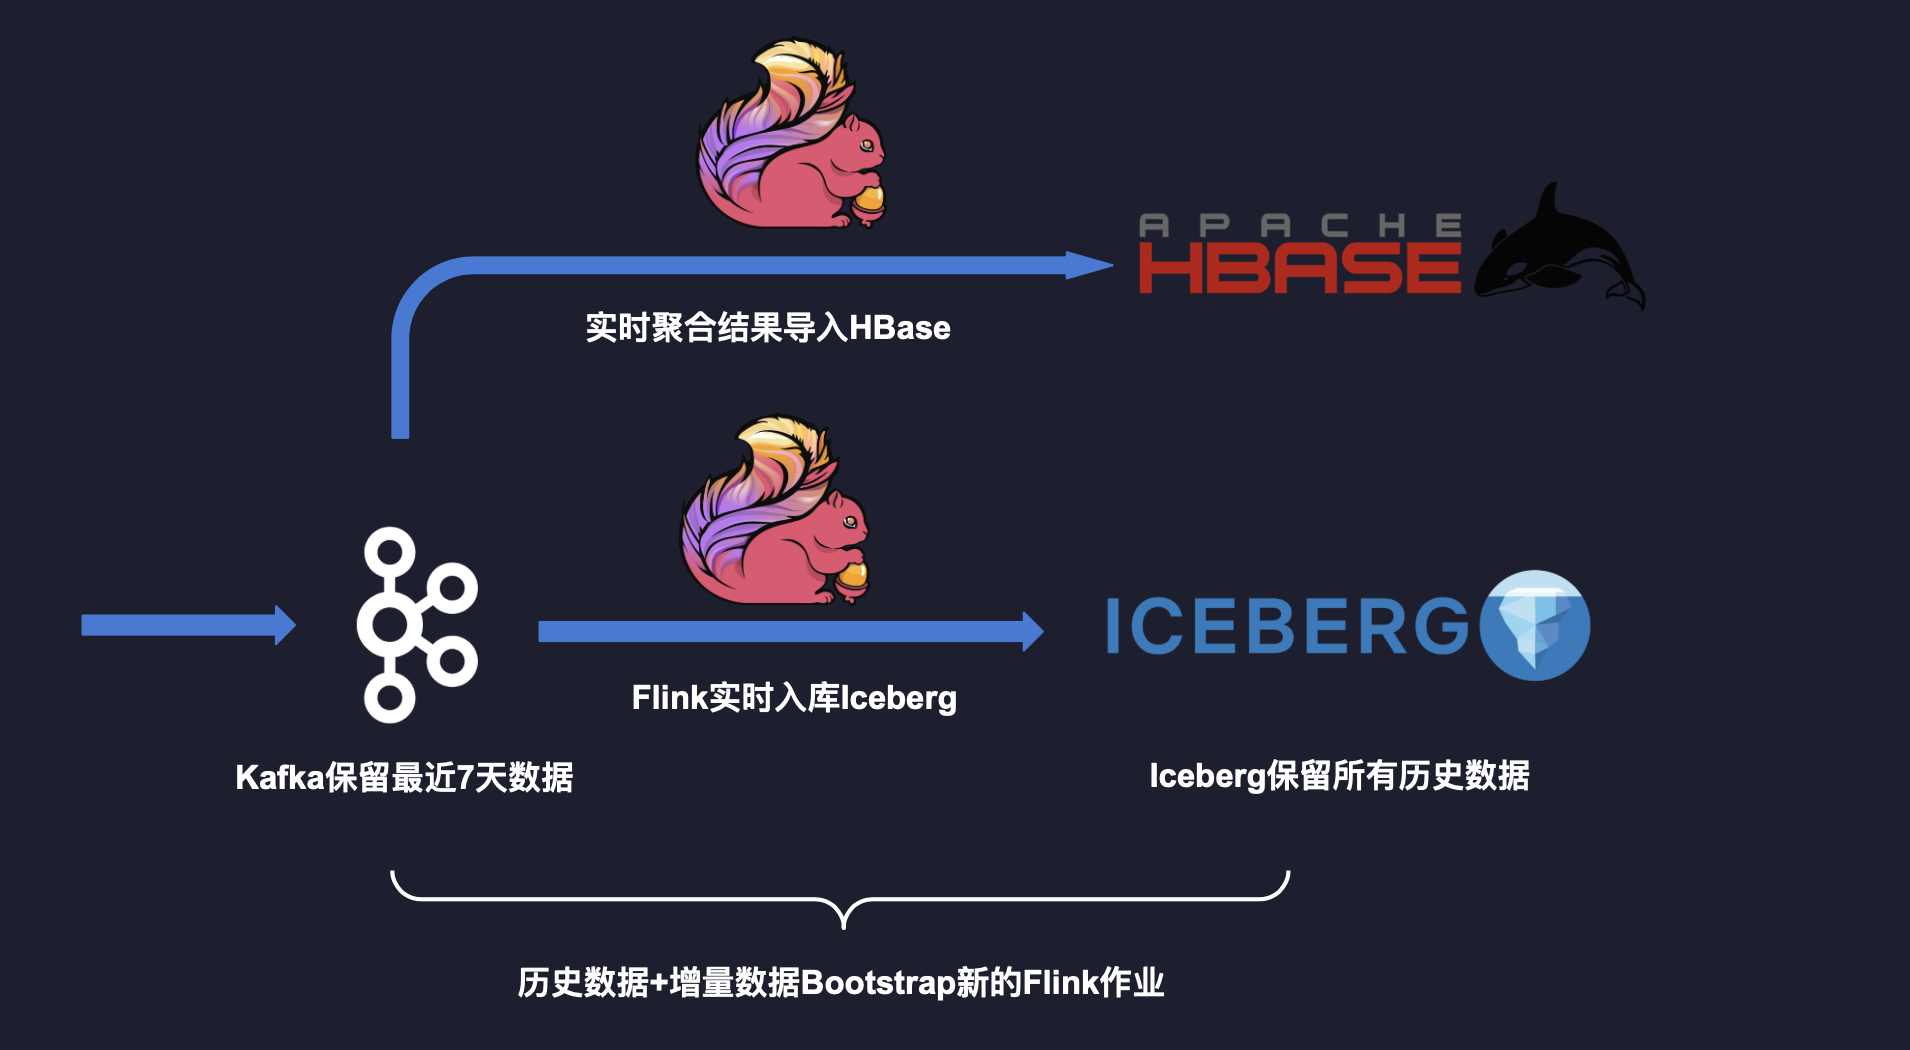 APACHE
HBASE
实时聚合结果导入HBase
ICEBERG
Flink实时入库Iceberg
Kafka保留最近7天数据
Iceberg保留所有历史数据
历史数据+增量数据Bootstrap新的Flink作业